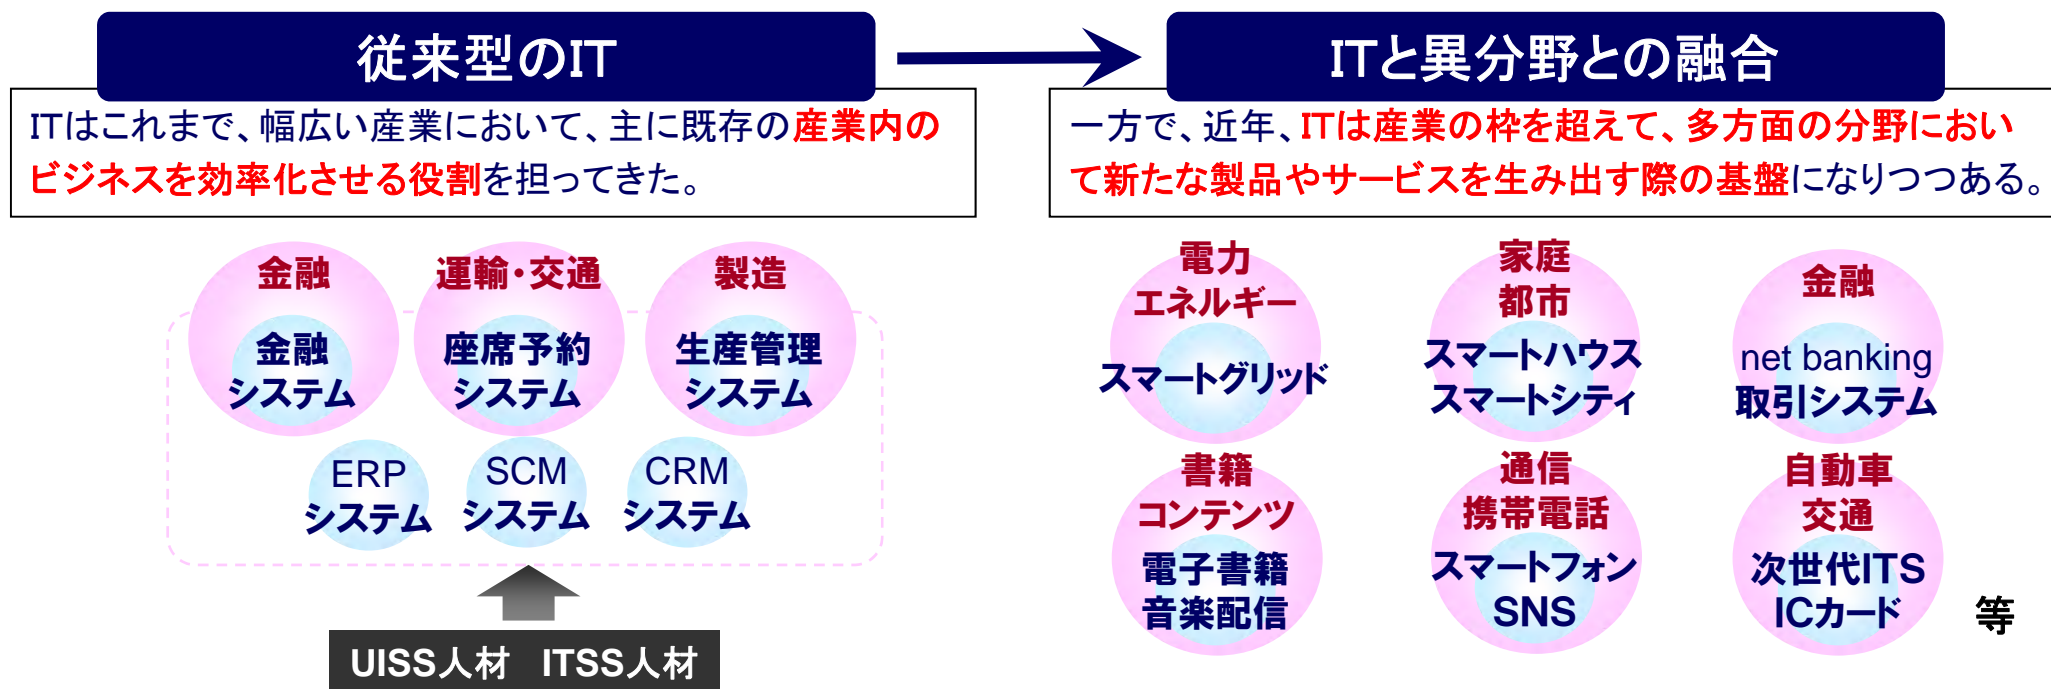 従来型のIT
ITはこれまで、幅広い産業において、主に既存の産業内の
ビジネスを効率化させる役割を担ってきた。
金融
金融
システム
運輸・交通
座席予約
システム
製造
生産管理
システム
ERP
システム
SCM
システム
CRM
システム
UISS人材 ITSS人材
ITと異分野との融合
一方で、近年、ITは産業の枠を超えて、多方面の分野におい
て新たな製品やサービスを生み出す際の基盤になりつつある。
電力
エネルギー
スマートグリッド
家庭
都市
スマートハウス
スマートシティ
金融
net banking
取引システム
書籍
コンテンツ
電子書籍
音楽配信
通信
携帯電話
スマートフォン
SNS
自動車
交通
次世代ITS
ICカード
等